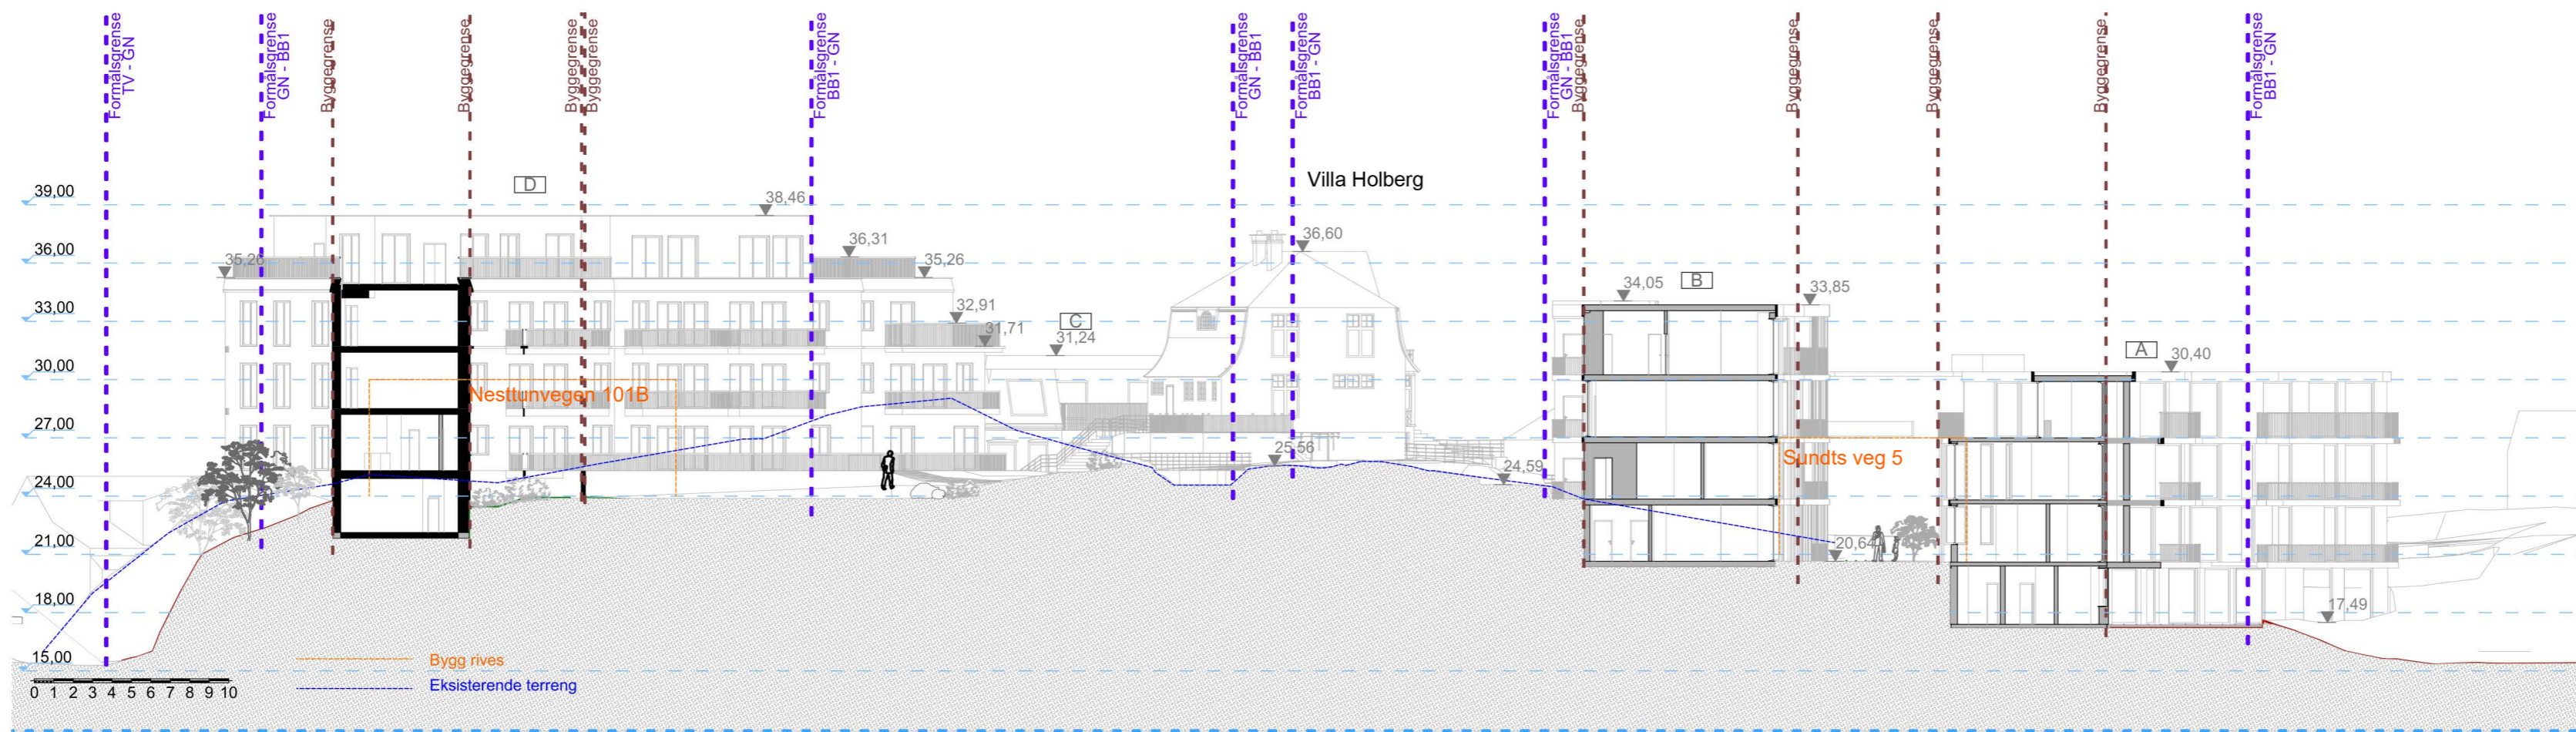 Formålsgrense
TV - GN
Formålsgrense
GN - BB1
Byggegrense
Byggegrense
Byggegrense
Byggegrense
Formålsgrense
BB1 - GN
Formålsgrense
GN - BB1
Formålsgrense
BB1 - GN
Formålsgrense
GN - BB1
Byggegrense
Byggegrense
Byggegrense
Byggegrense
Formålsgrense
BB1 - GN
Villa Holberg
D
39,00
38,46
36,31
36,60
36,00
35,26
35,26
34,05
B
33,85
33,00
32,91
31,71
C
31,24
A
30,40
30,00
Nesttunvegen 101B
27,00
25,56
Sundts veg 5
24,59
24,00
21,00
20,64
18,00
17,49
15,00
Bygg rives
Eksisterende terreng
0 1 2 3 4 5 6 7 8 9 10